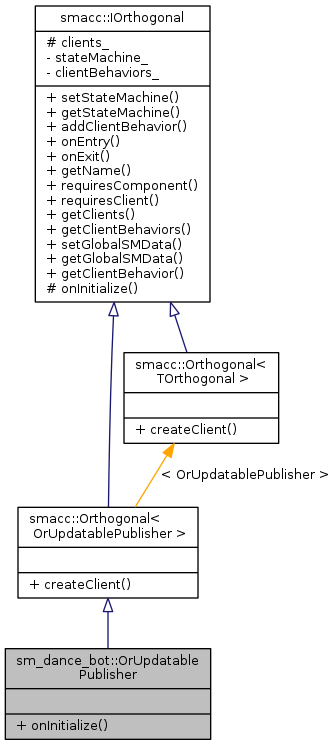 smacc::IOrthogonal
# clients_
- stateMachine_
- clientBehaviors_
+ setStateMachine()
+ getStateMachine()
+ addClientBehavior()
+ onEntry()
+ onExit()
+ getName()
+ requiresComponent()
+ requiresClient()
+ getClients()
+ getClientBehaviors()
+ setGlobalSMData()
+ getGlobalSMData()
+ getClientBehavior()
# onInitialize()
smacc::Orthogonal<
TOrthogonal >
+ createClient()
< OrUpdatablePublisher >
smacc::Orthogonal<
OrUpdatablePublisher >
+ createClient()
sm_dance_bot::OrUpdatable
Publisher
+ onInitialize()